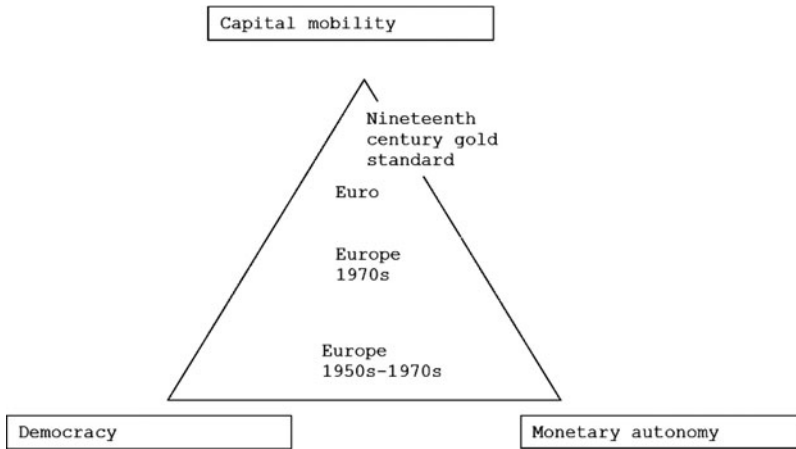 Capital mobility
Nineteenth
century gold
standard
Euro
Europe
1970s
Europe
1950s-1970s
Democracy
Monetary autonomy